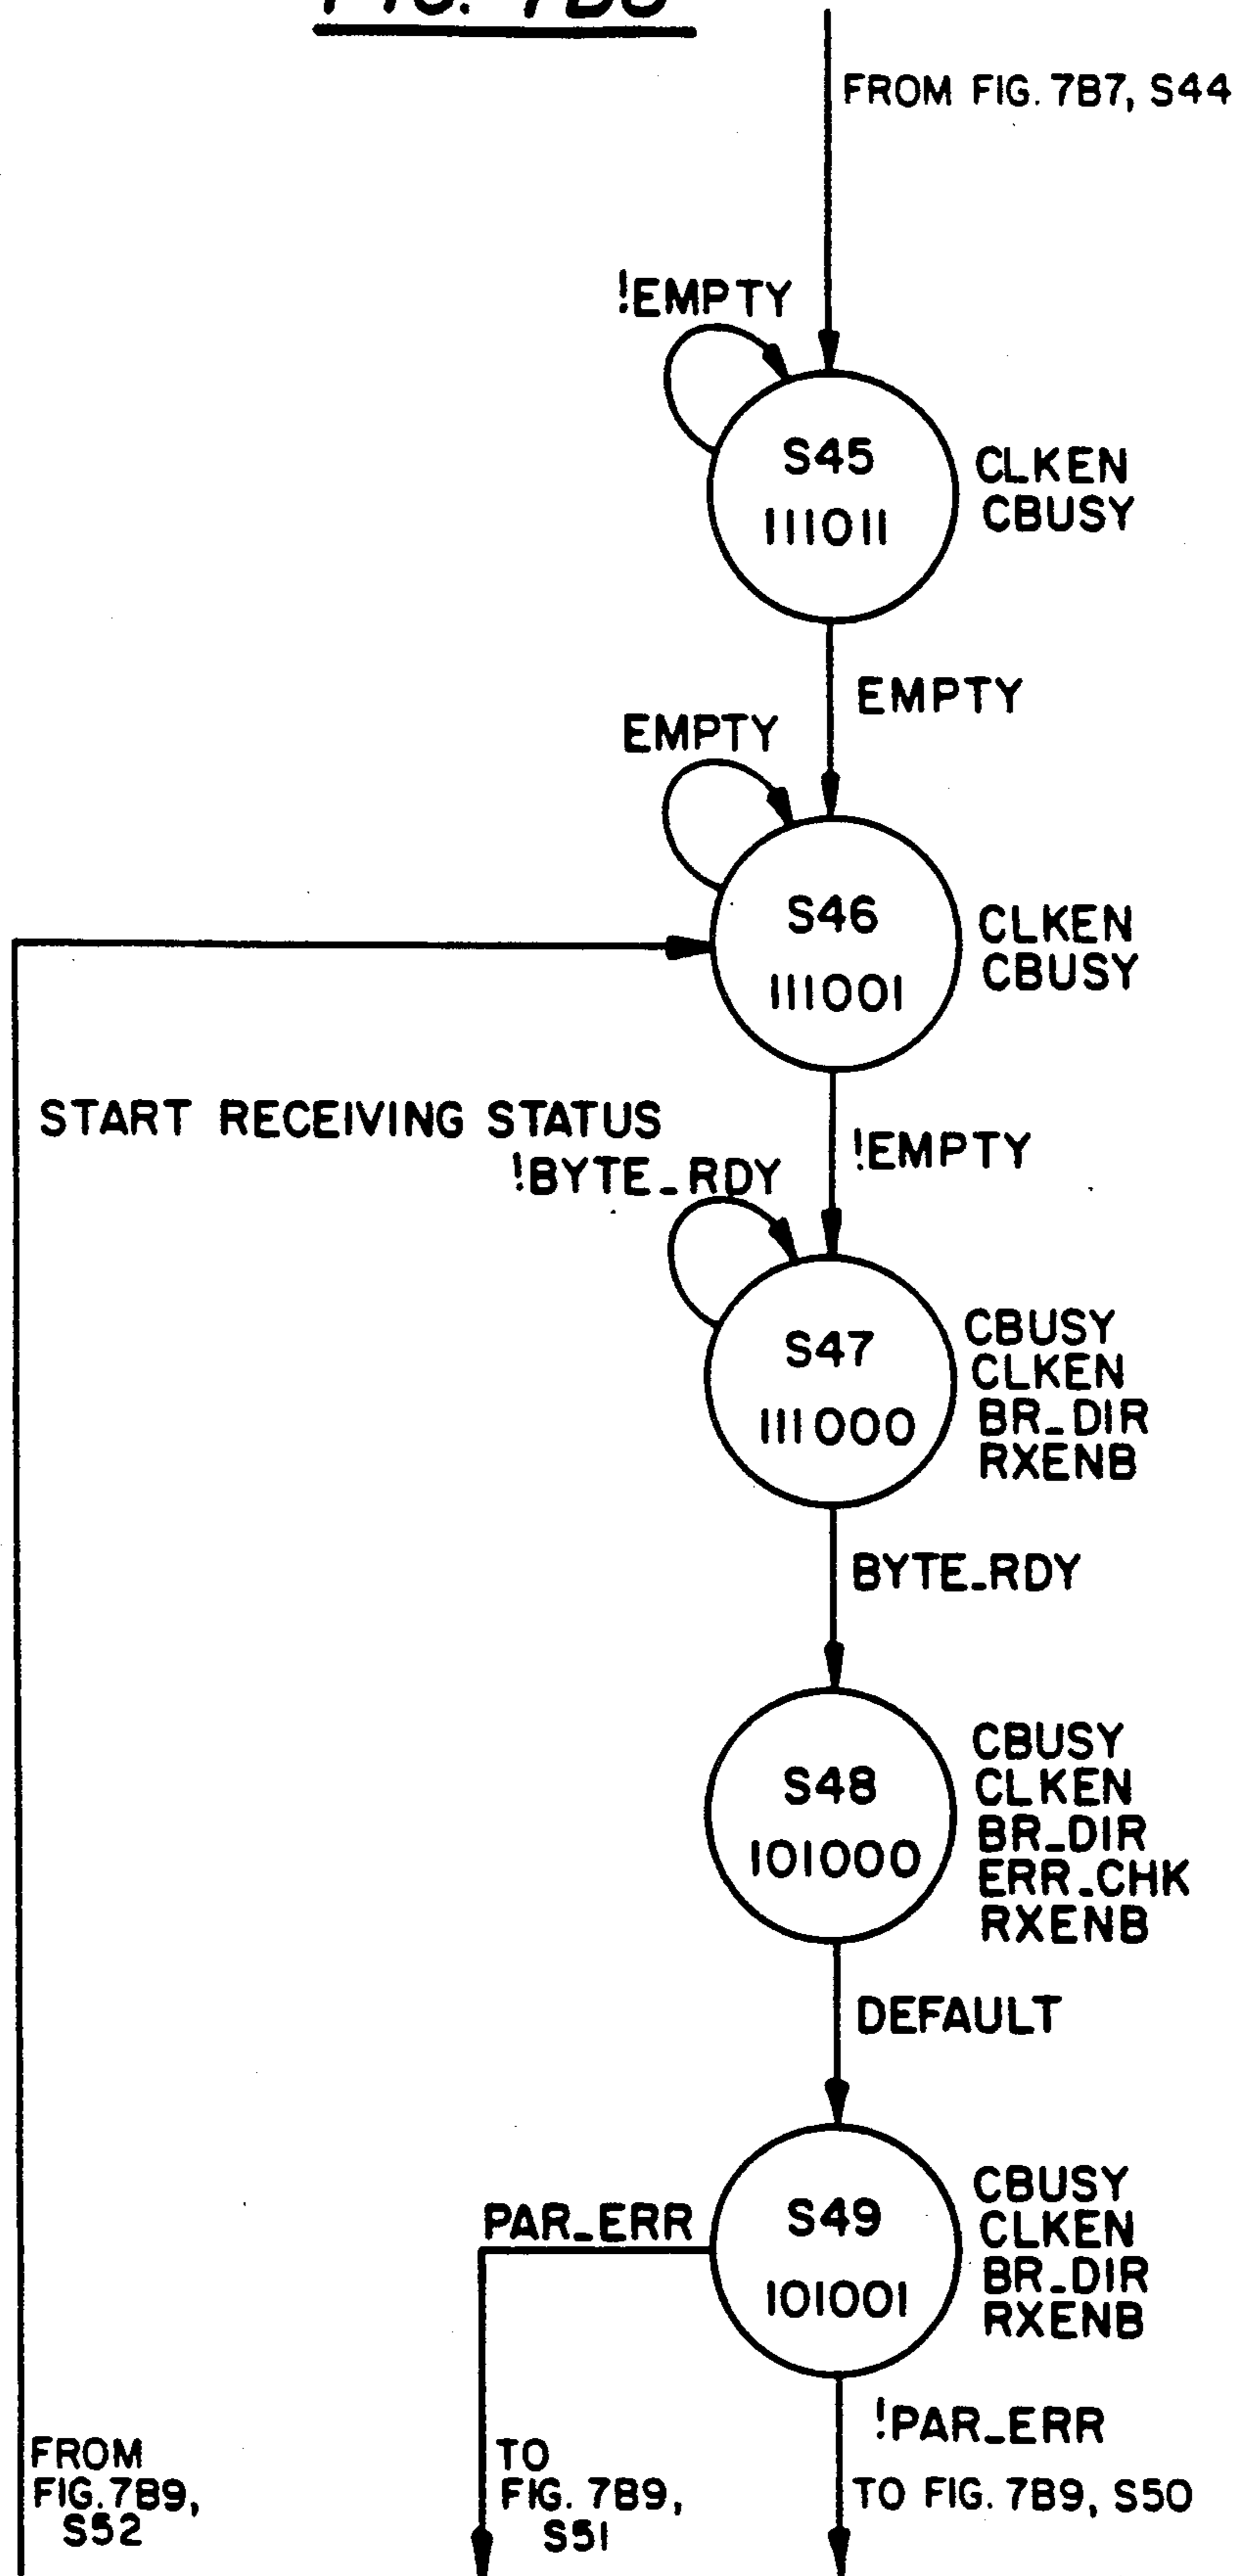 FIG. 7B8
FROM FIG. 7B7, S44
!EMPTY
S45
111011
CLKEN
CBUSY
EMPTY
EMPTY
S46
111001
CLKEN
CBUSY
START RECEIVING STATUS
!EMPTY
!BYTE_RDY
S47
111000
CBUSY
CLKEN
BR_DIR
RXENB
BYTE_RDY
S48
101000
CBUSY
CLKEN
BR_DIR
ERR_CHK
RXENB
DEFAULT
S49
101001
CBUSY
CLKEN
BR_DIR
RXENB
PAR_ERR
!PAR_ERR
FROM
FIG. 7B9,
S52
TO
FIG. 7B9,
S51
TO FIG. 7B9, S50